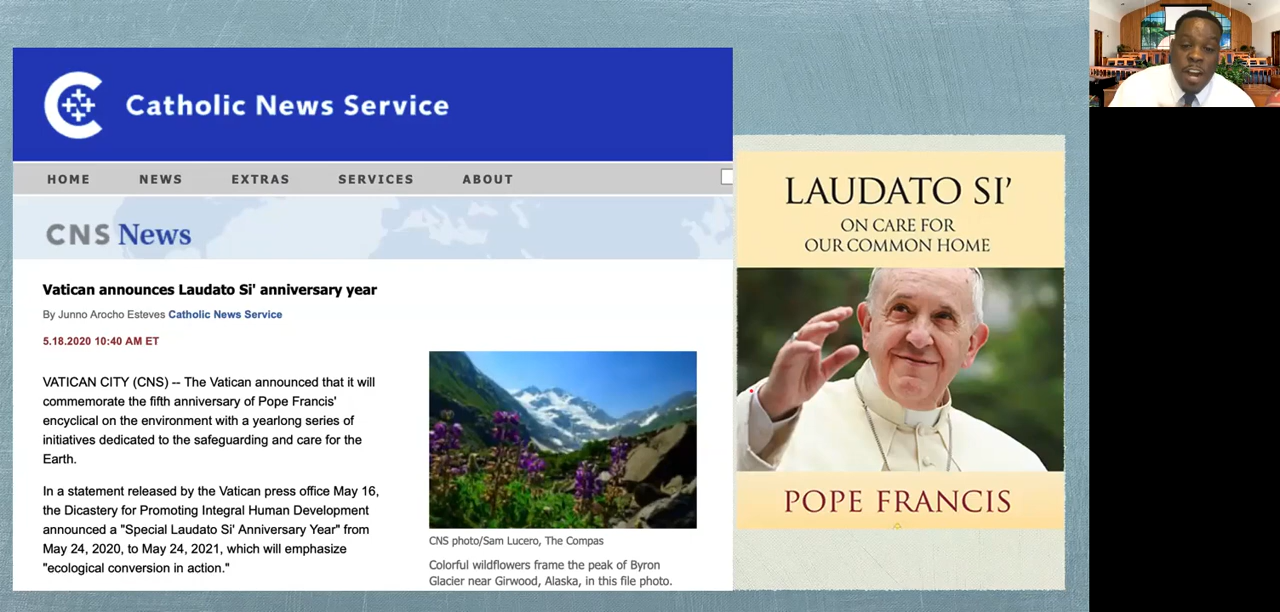 Catholic News Service
HOME NEWS EXTRAS SERVICES ABOUT
CNS News
Vatican announces Laudato Si' anniversary year
By Junno Arocho Esteves Catholic News Service
5.18.2020 10:40 AM ET
VATICAN CITY (CNS) -- The Vatican announced that it will
commemorate the fifth anniversary of Pope Francis'
encyclical on the environment with a yearlong series of
initiatives dedicated to the safeguarding and care for the
Earth.
In a statement released by the Vatican press office May 16,
the Dicastery for Promoting Integral Human Development
announced a "Special Laudato Si' Anniversary Year" from
May 24, 2020, to May 24, 2021, which will emphasize
"ecological conversion in action."
CNS photo/Sam Lucero, The Compas
Colorful wildflowers frame the peak of Byron
Glacier near Girwood, Alaska, in this file photo.
LAUDATO SI'
ON CARE FOR
OUR COMMON HOME
POPE FRANCIS